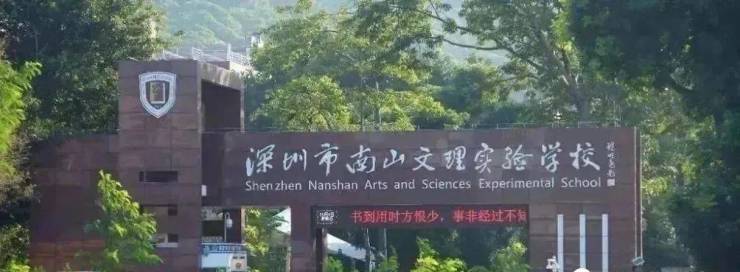 深圳市南山文理实验学校
Shenzhen Nanshan Arts and Sciences Experimental School
书到用时方恨少，事非经过不知